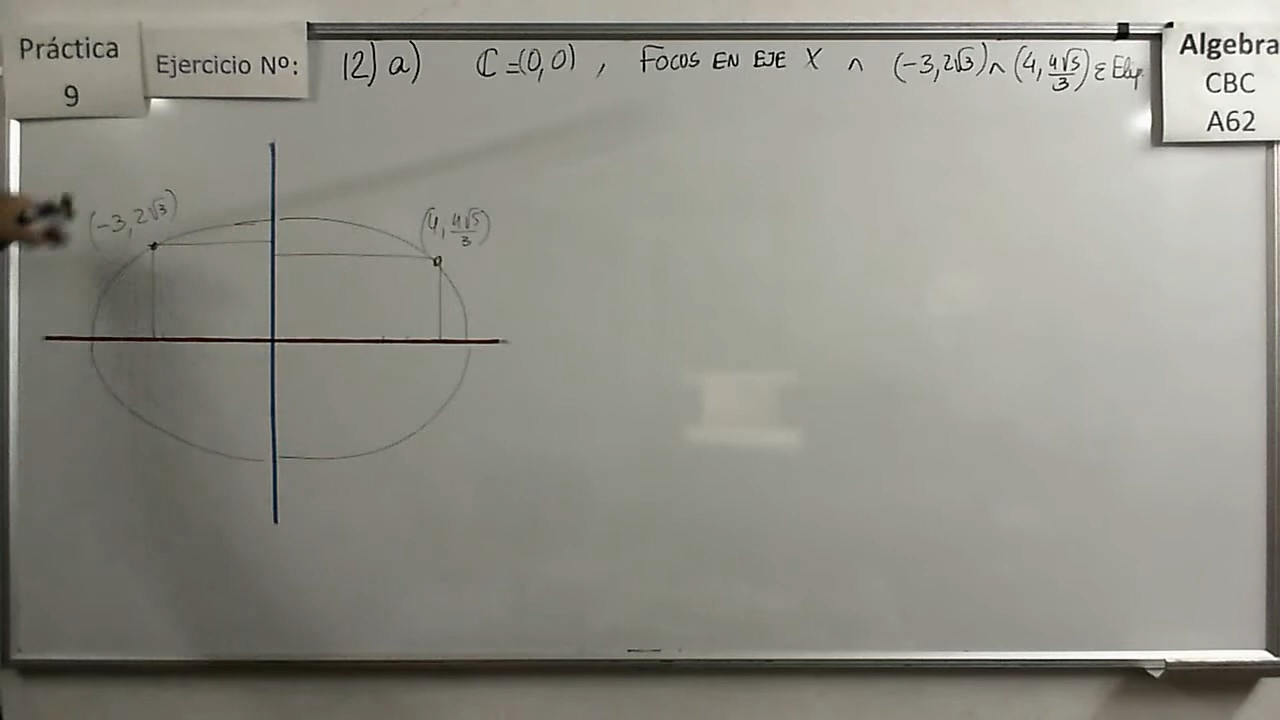 Práctica
9
Ejercicio Nº:
12) a) C=(0,0), FOCOS EN EJE X ∧ (-3,2√3) ∧ (4, 4√5/3) ε Elip.
Algebra
CBC
A62
(-3,2√3)
(4, 4√5/3)